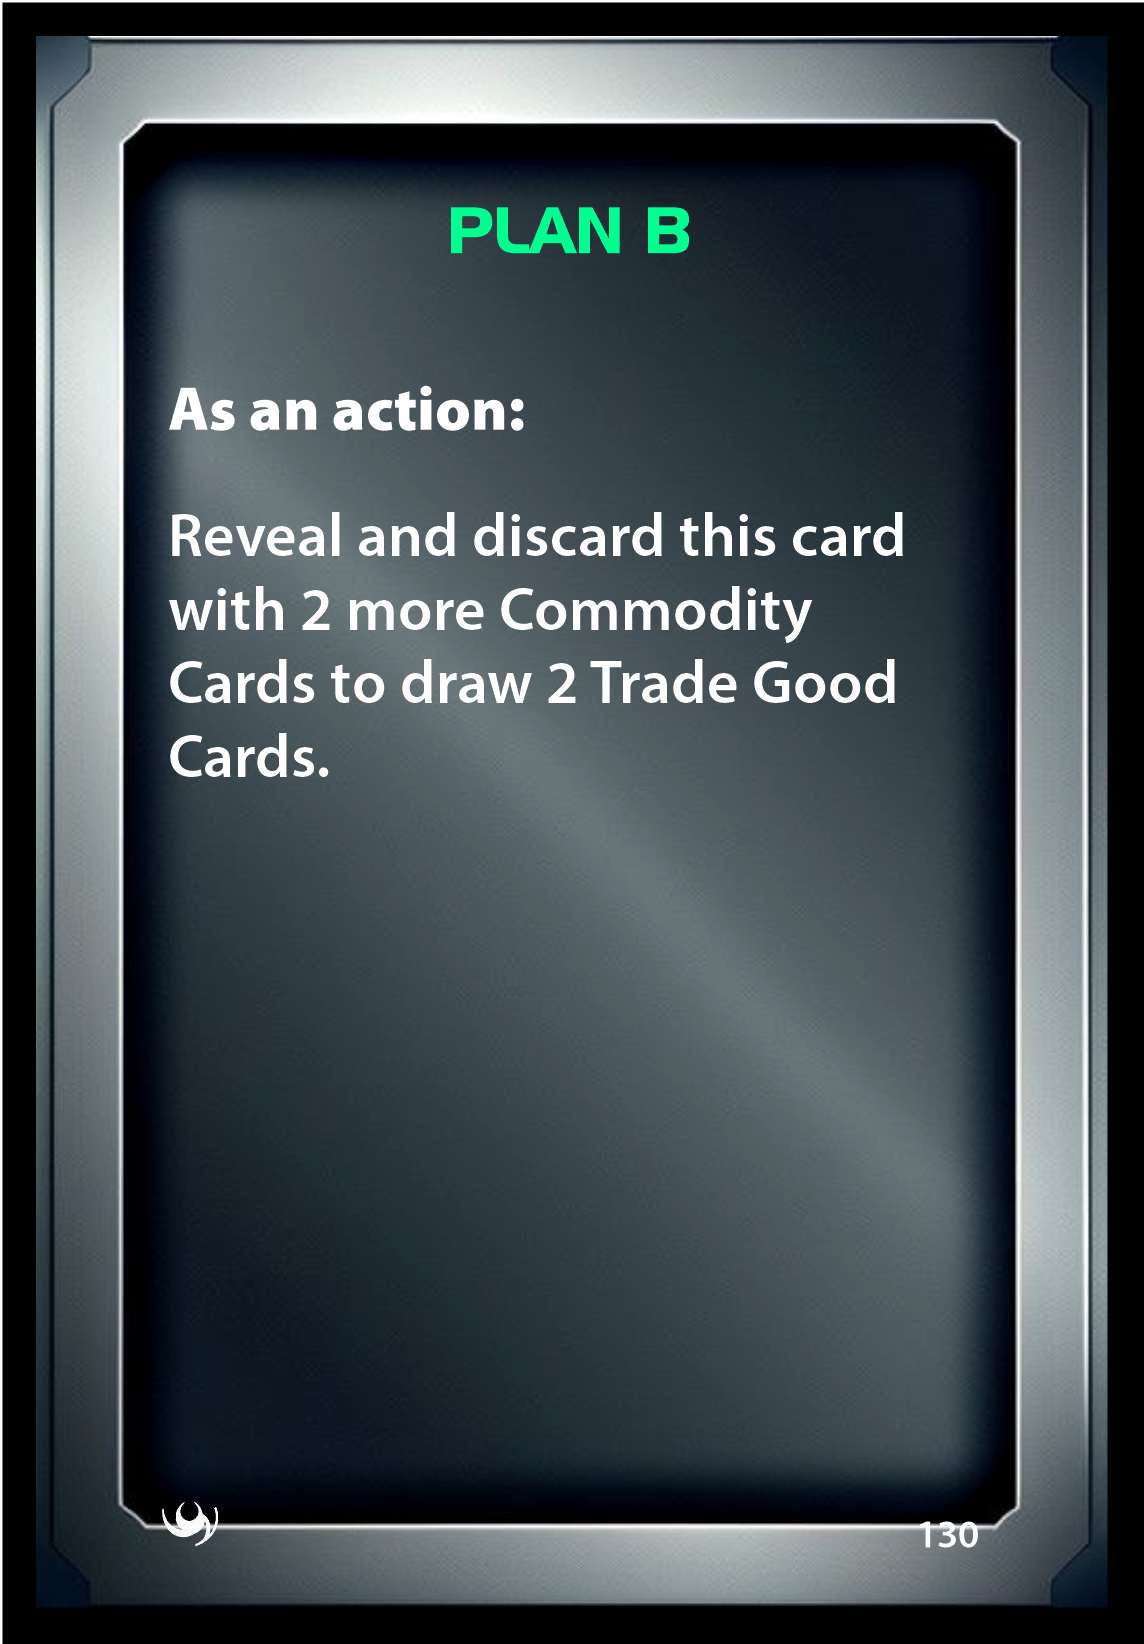 PLAN B
As an action:
Reveal and discard this card
with 2 more Commodity
Cards to draw 2 Trade Good
Cards.
130